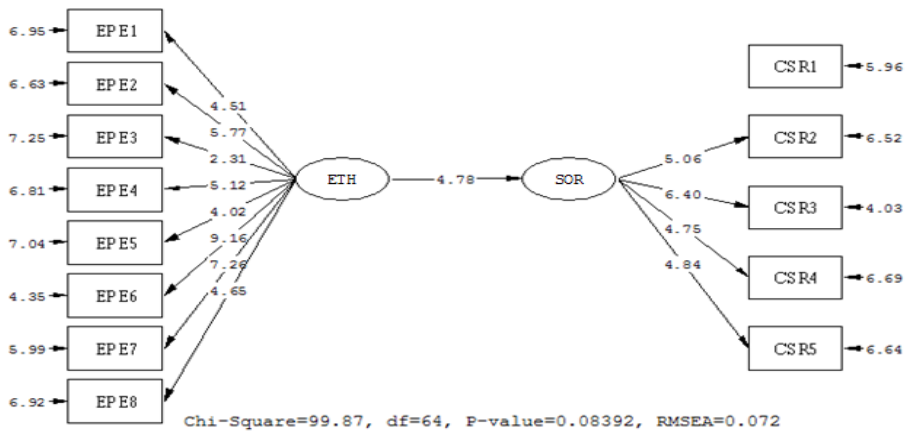 6.95 EPE1
6.63 EPE2
7.25 EPE3
6.81 EPE4
7.04 EPE5
4.35 EPE6
5.99 EPE7
6.92 EPE8
4.51
5.77
2.31
5.12
4.02
9.16
7.26
4.65
ETH
4.78
SOR
5.06
6.40
4.75
4.84
CSR1 5.96
CSR2 6.52
CSR3 4.03
CSR4 6.69
CSR5 6.64
Chi-Square=99.87, df=64, P-value=0.08392, RMSEA=0.072